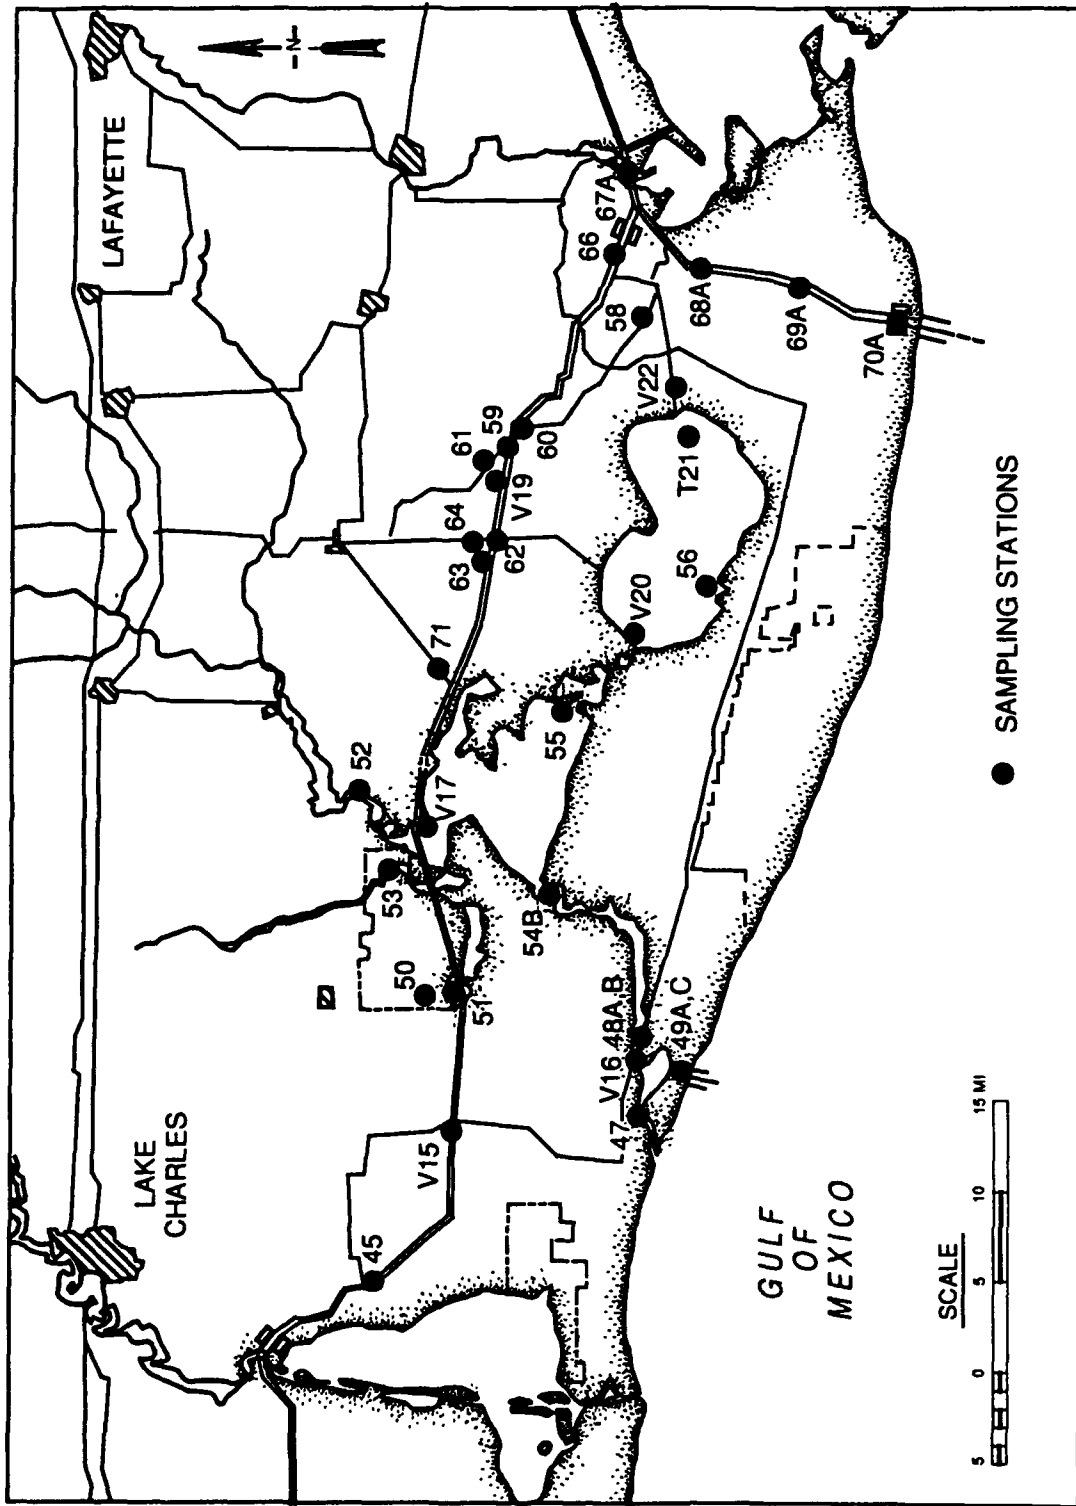 LAFAYETTE
-N-
LAKE
CHARLES
52
53
50
51
V17
71
63
64
62
V19
61
59
60
58
66
67A
68A
69A
70A
V22
T21
56
V20
55
54B
48A,B
V16
49A,C
47
V15
45
GULF
OF
MEXICO
SCALE
5 0 5 10 15 MI
SAMPLING STATIONS